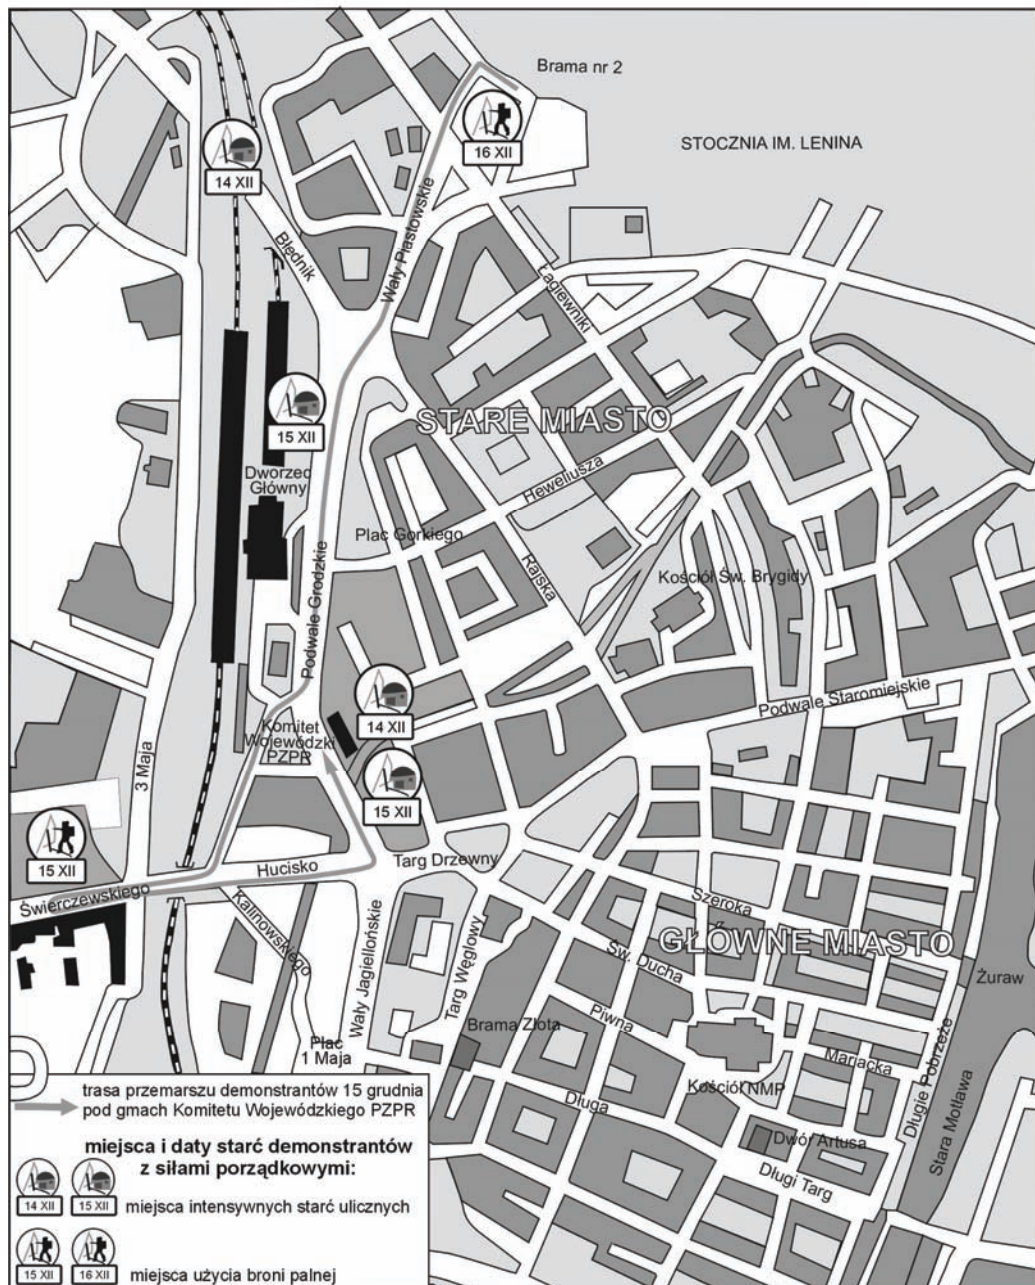 Brama nr 2
16 XII
STOCZNIA IM. LENINA
14 XII
Błędnik
Wały Piastowskie
Łagiewniki
15 XII
STARE MIASTO
Dworzec
Główny
Heweliusza
Plac Gorkiego
Rajska
Kościół Św. Brygidy
Podwale Grodzkie
Podwale Staromiejskie
14 XII
Komitet
Wojewódzki
PZPR
15 XII
3 Maja
15 XII
Hucisko
Targ Drzewny
Świerczewskiego
Kalinowskiego
Szeroka
GŁÓWNE MIASTO
Wały Jagiellońskie
Targ Węglowy
Św. Ducha
Żuraw
Piwna
Brama Złota
Plac
1 Maja
Mariacka
Kościół NMP
Długie Pobrzeże
Stara Motława
Długa
Dwór Artusa
Długi Targ
trasa przemarszu demonstrantów 15 grudnia
pod gmach Komitetu Wojewódzkiego PZPR
miejsca i daty starć demonstrantów
z siłami porządkowymi:
14 XII 15 XII miejsca intensywnych starć ulicznych
15 XII 16 XII miejsca użycia broni palnej